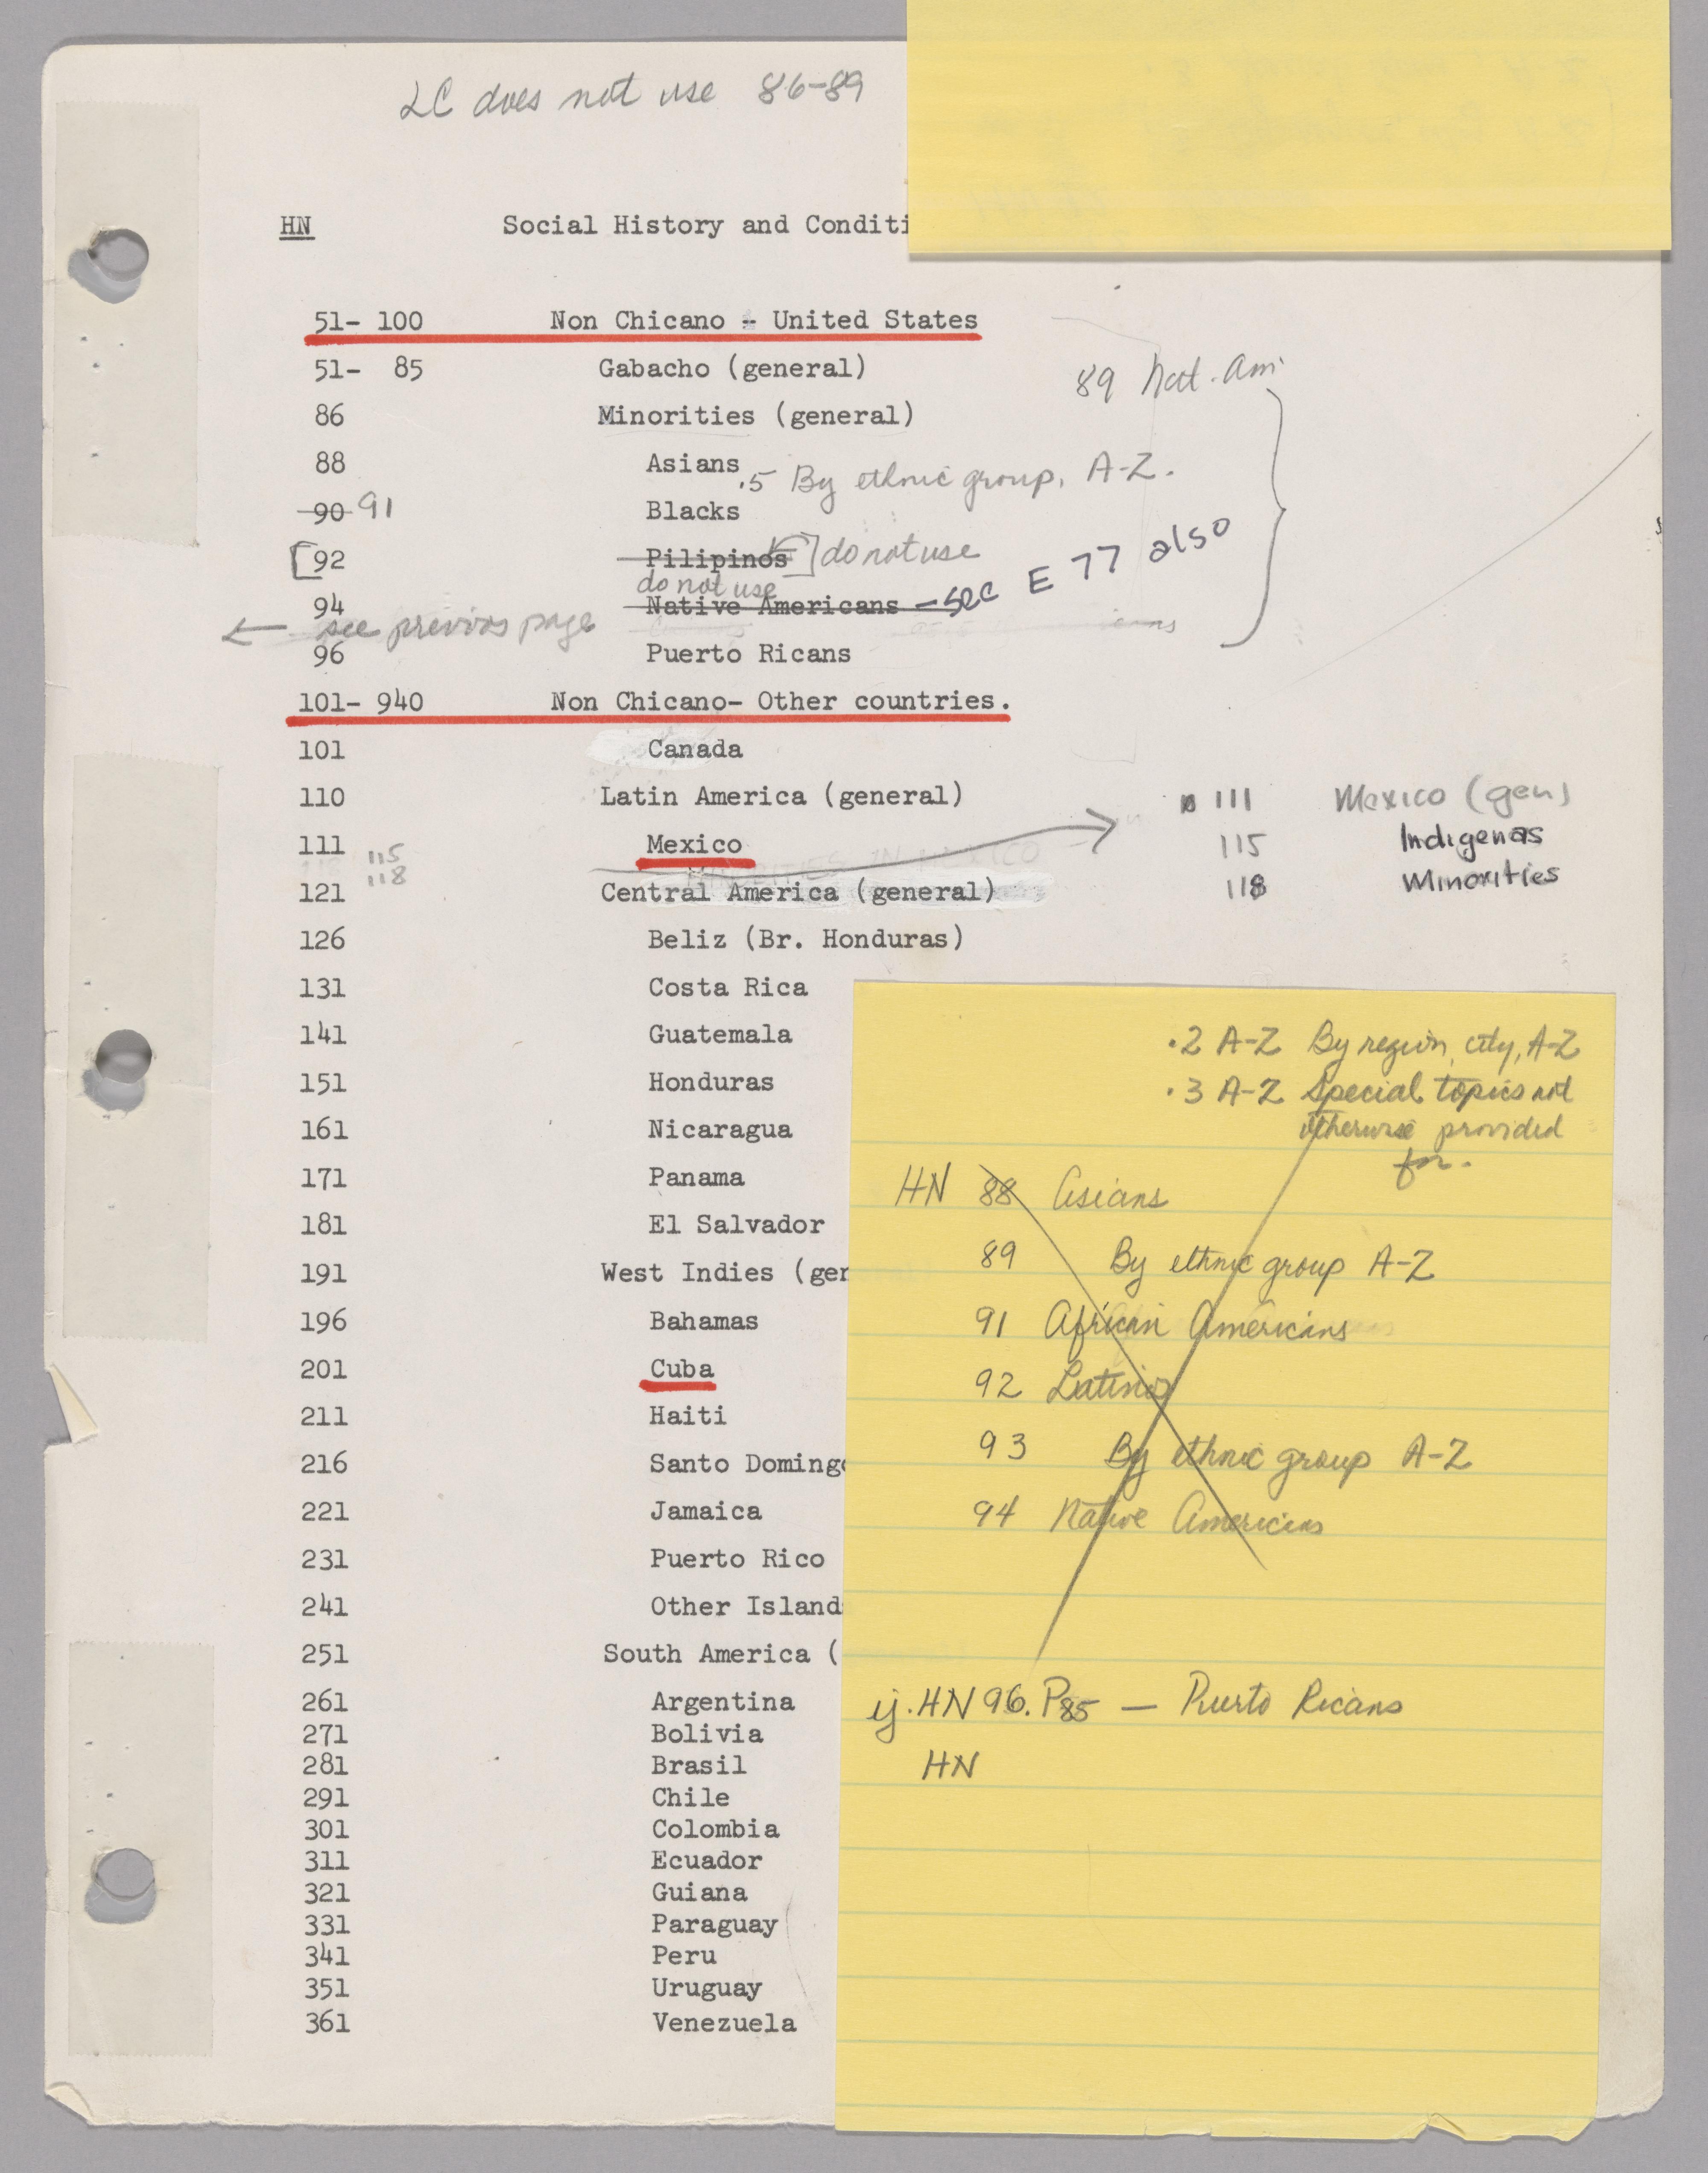 LC does not use 86-89
HN Social History and Conditi
51- 100 Non Chicano - United States
51- 85 Gabacho (general)
89 Nat. Am.
86 Minorities (general)
88 Asians
.5 By ethnic group, A-Z.
90 91 Blacks
[92 Pilipinos ] do not use
do not use
94 Native Americans - see E 77 also
← see previous page
96 Puerto Ricans
101- 940 Non Chicano- Other countries.
101 Canada
110 Latin America (general)
111 Mexico (gen)
111 Mexico
115 Indigenas
115
118
118 Minorities
MINORITIES IN MEXICO
121 Central America (general)
126 Beliz (Br. Honduras)
131 Costa Rica
141 Guatemala
151 Honduras
161 Nicaragua
171 Panama
181 El Salvador
191 West Indies (gen
196 Bahamas
201 Cuba
211 Haiti
216 Santo Domingo
221 Jamaica
231 Puerto Rico
241 Other Island
251 South America (
261 Argentina
271 Bolivia
281 Brasil
291 Chile
301 Colombia
311 Ecuador
321 Guiana
331 Paraguay
341 Peru
351 Uruguay
361 Venezuela
.2 A-Z By region, city, A-Z
.3 A-Z Special topics not
otherwise provided
for.
HN 88 Asians
89 By ethnic group A-Z
91 African Americans
92 Latinos
93 By ethnic group A-Z
94 Native Americans
ij. HN 96. P85 — Puerto Ricans
HN